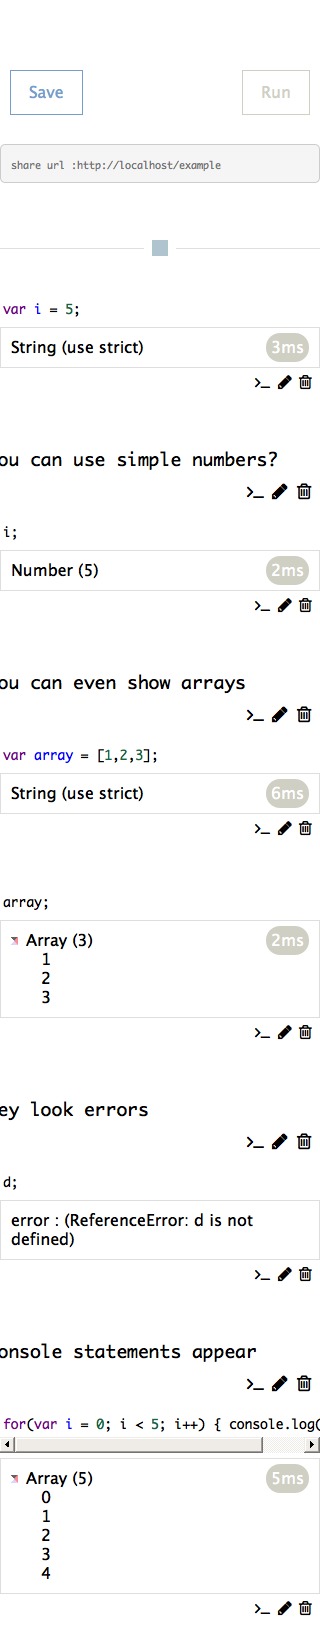 Save
Run
share url :http://localhost/example
var i = 5;
String (use strict)
3ms
ou can use simple numbers?
i;
Number (5)
2ms
ou can even show arrays
var array = [1,2,3];
String (use strict)
6ms
array;
Array (3)
2ms
1
2
3
ey look errors
d;
error : (ReferenceError: d is not
defined)
onsole statements appear
for(var i = 0; i < 5; i++) { console.log(
Array (5)
5ms
0
1
2
3
4